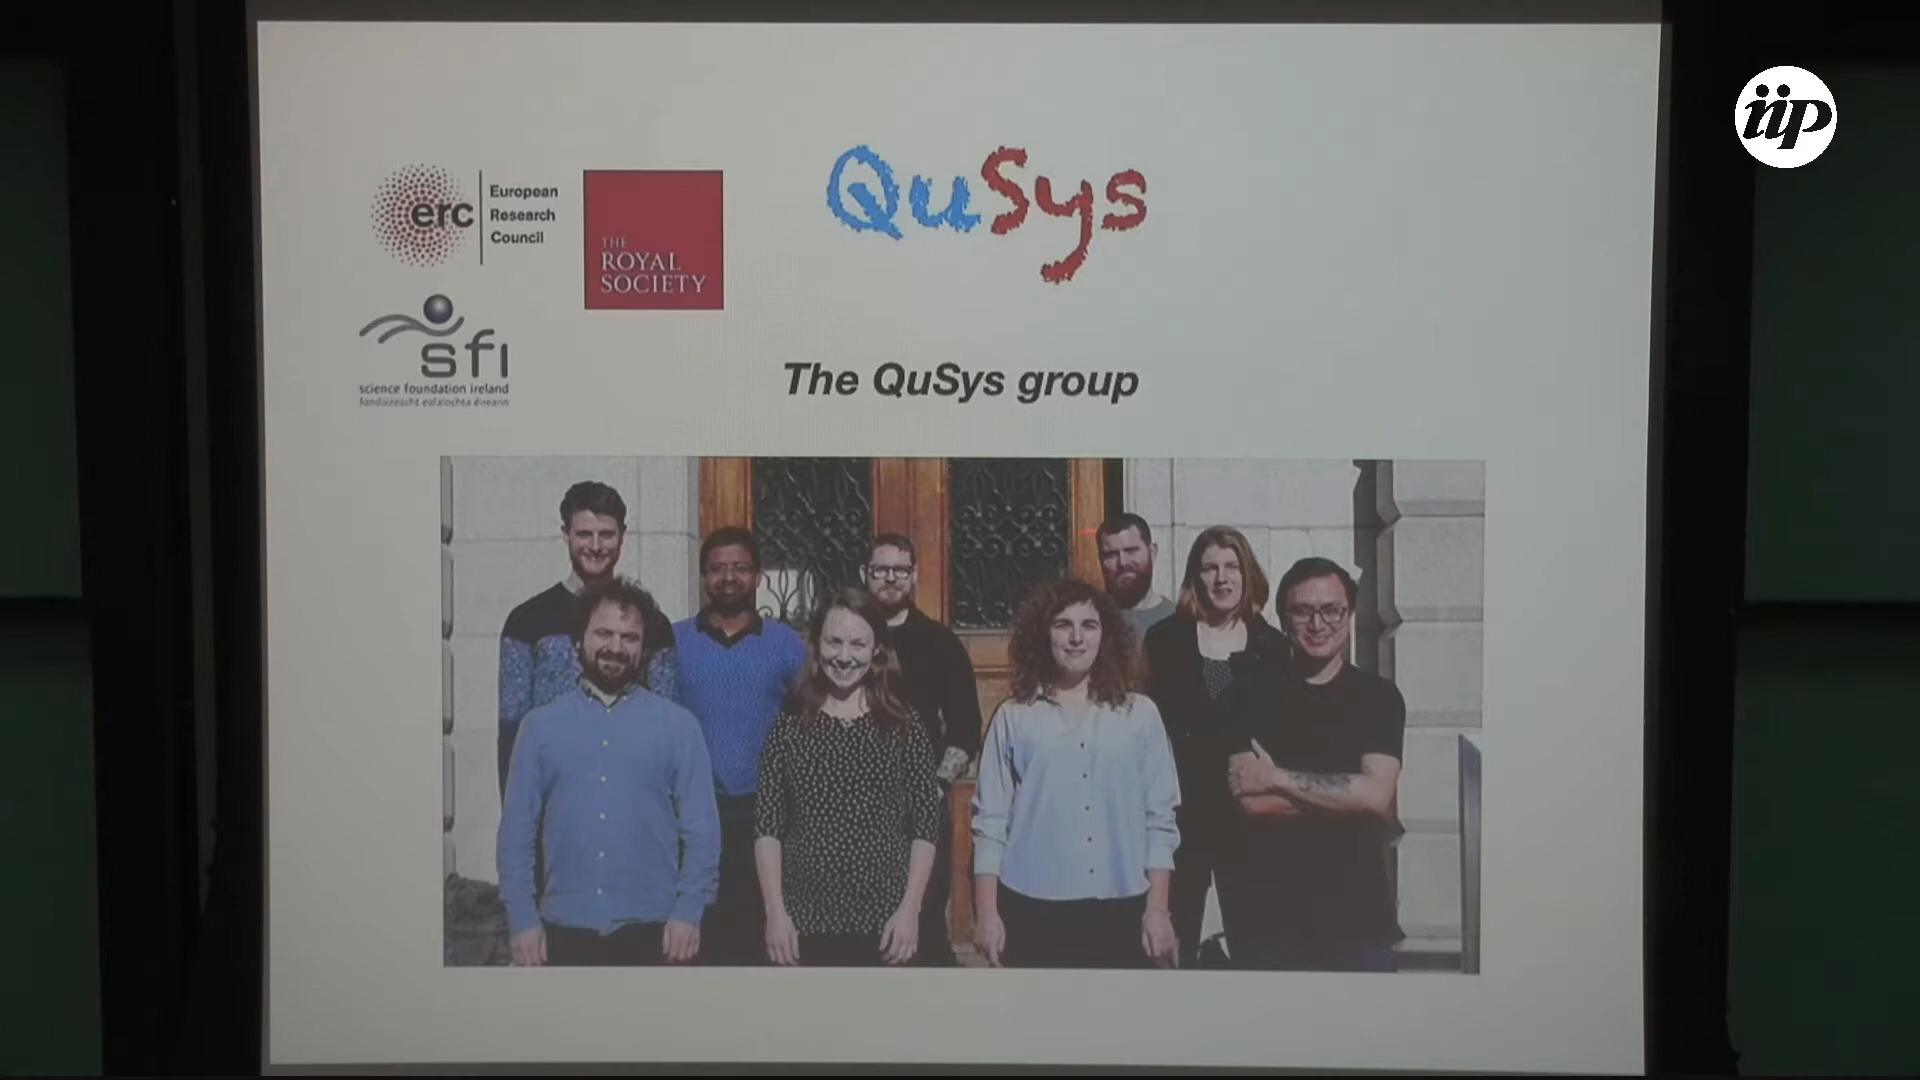 iip
QuSys
erc
European
Research
Council
THE
ROYAL
SOCIETY
sfi
science foundation ireland
The QuSys group